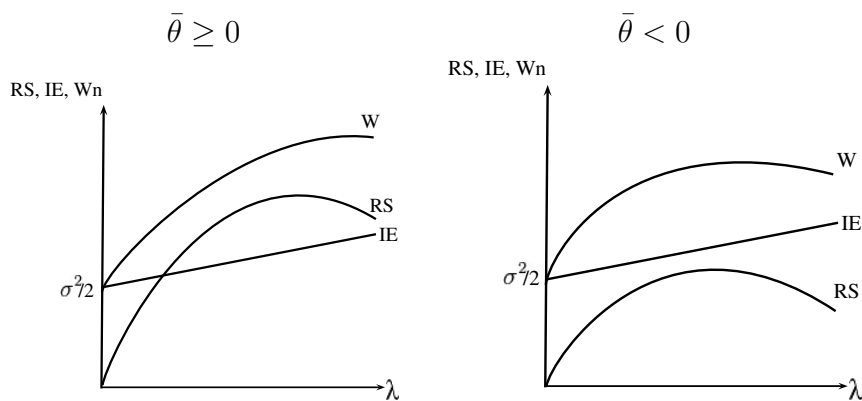 θ̄ ≥ 0
RS, IE, Wn
W
RS
IE
σ²/2
λ
θ̄ < 0
RS, IE, Wn
W
IE
σ²/2
RS
λ